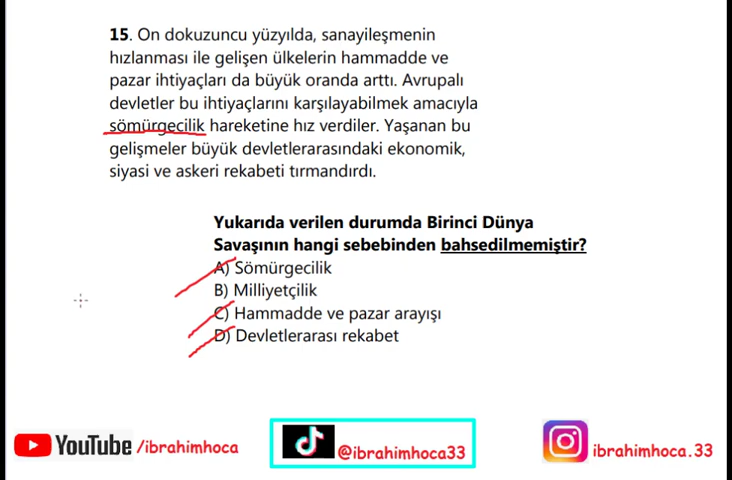 15. On dokuzuncu yüzyılda, sanayileşmenin
hızlanması ile gelişen ülkelerin hammadde ve
pazar ihtiyaçları da büyük oranda arttı. Avrupalı
devletler bu ihtiyaçlarını karşılayabilmek amacıyla
sömürgecilik hareketine hız verdiler. Yaşanan bu
gelişmeler büyük devletlerarasındaki ekonomik,
siyasi ve askeri rekabeti tırmandırdı.
Yukarıda verilen durumda Birinci Dünya
Savaşının hangi sebebinden bahsedilmemiştir?
A) Sömürgecilik
B) Milliyetçilik
C) Hammadde ve pazar arayışı
D) Devletlerarası rekabet
YouTube /ibrahimhoca
@ibrahimhoca33
ibrahimhoca.33